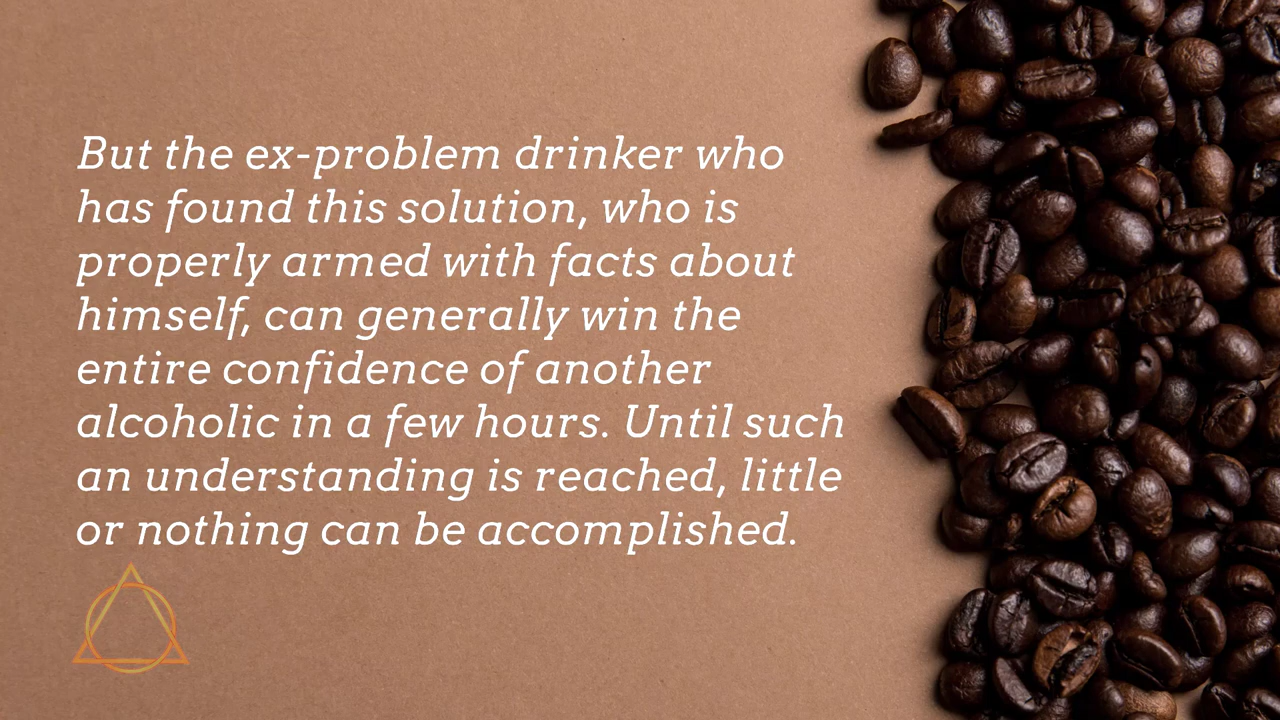 But the ex-problem drinker who
has found this solution, who is
properly armed with facts about
himself, can generally win the
entire confidence of another
alcoholic in a few hours. Until such
an understanding is reached, little
or nothing can be accomplished.